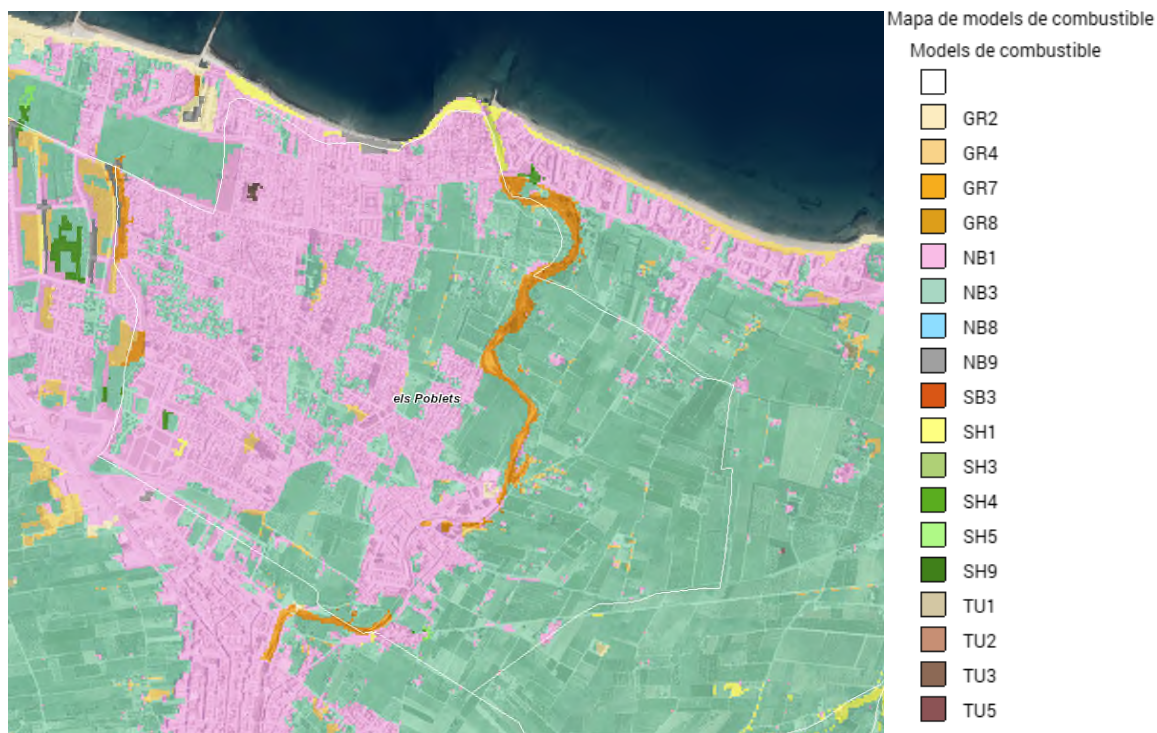 Mapa de models de combustible
Models de combustible
GR2
GR4
GR7
GR8
NB1
NB3
NB8
NB9
SB3
SH1
SH3
SH4
SH5
SH9
TU1
TU2
TU3
TU5
els Poblets